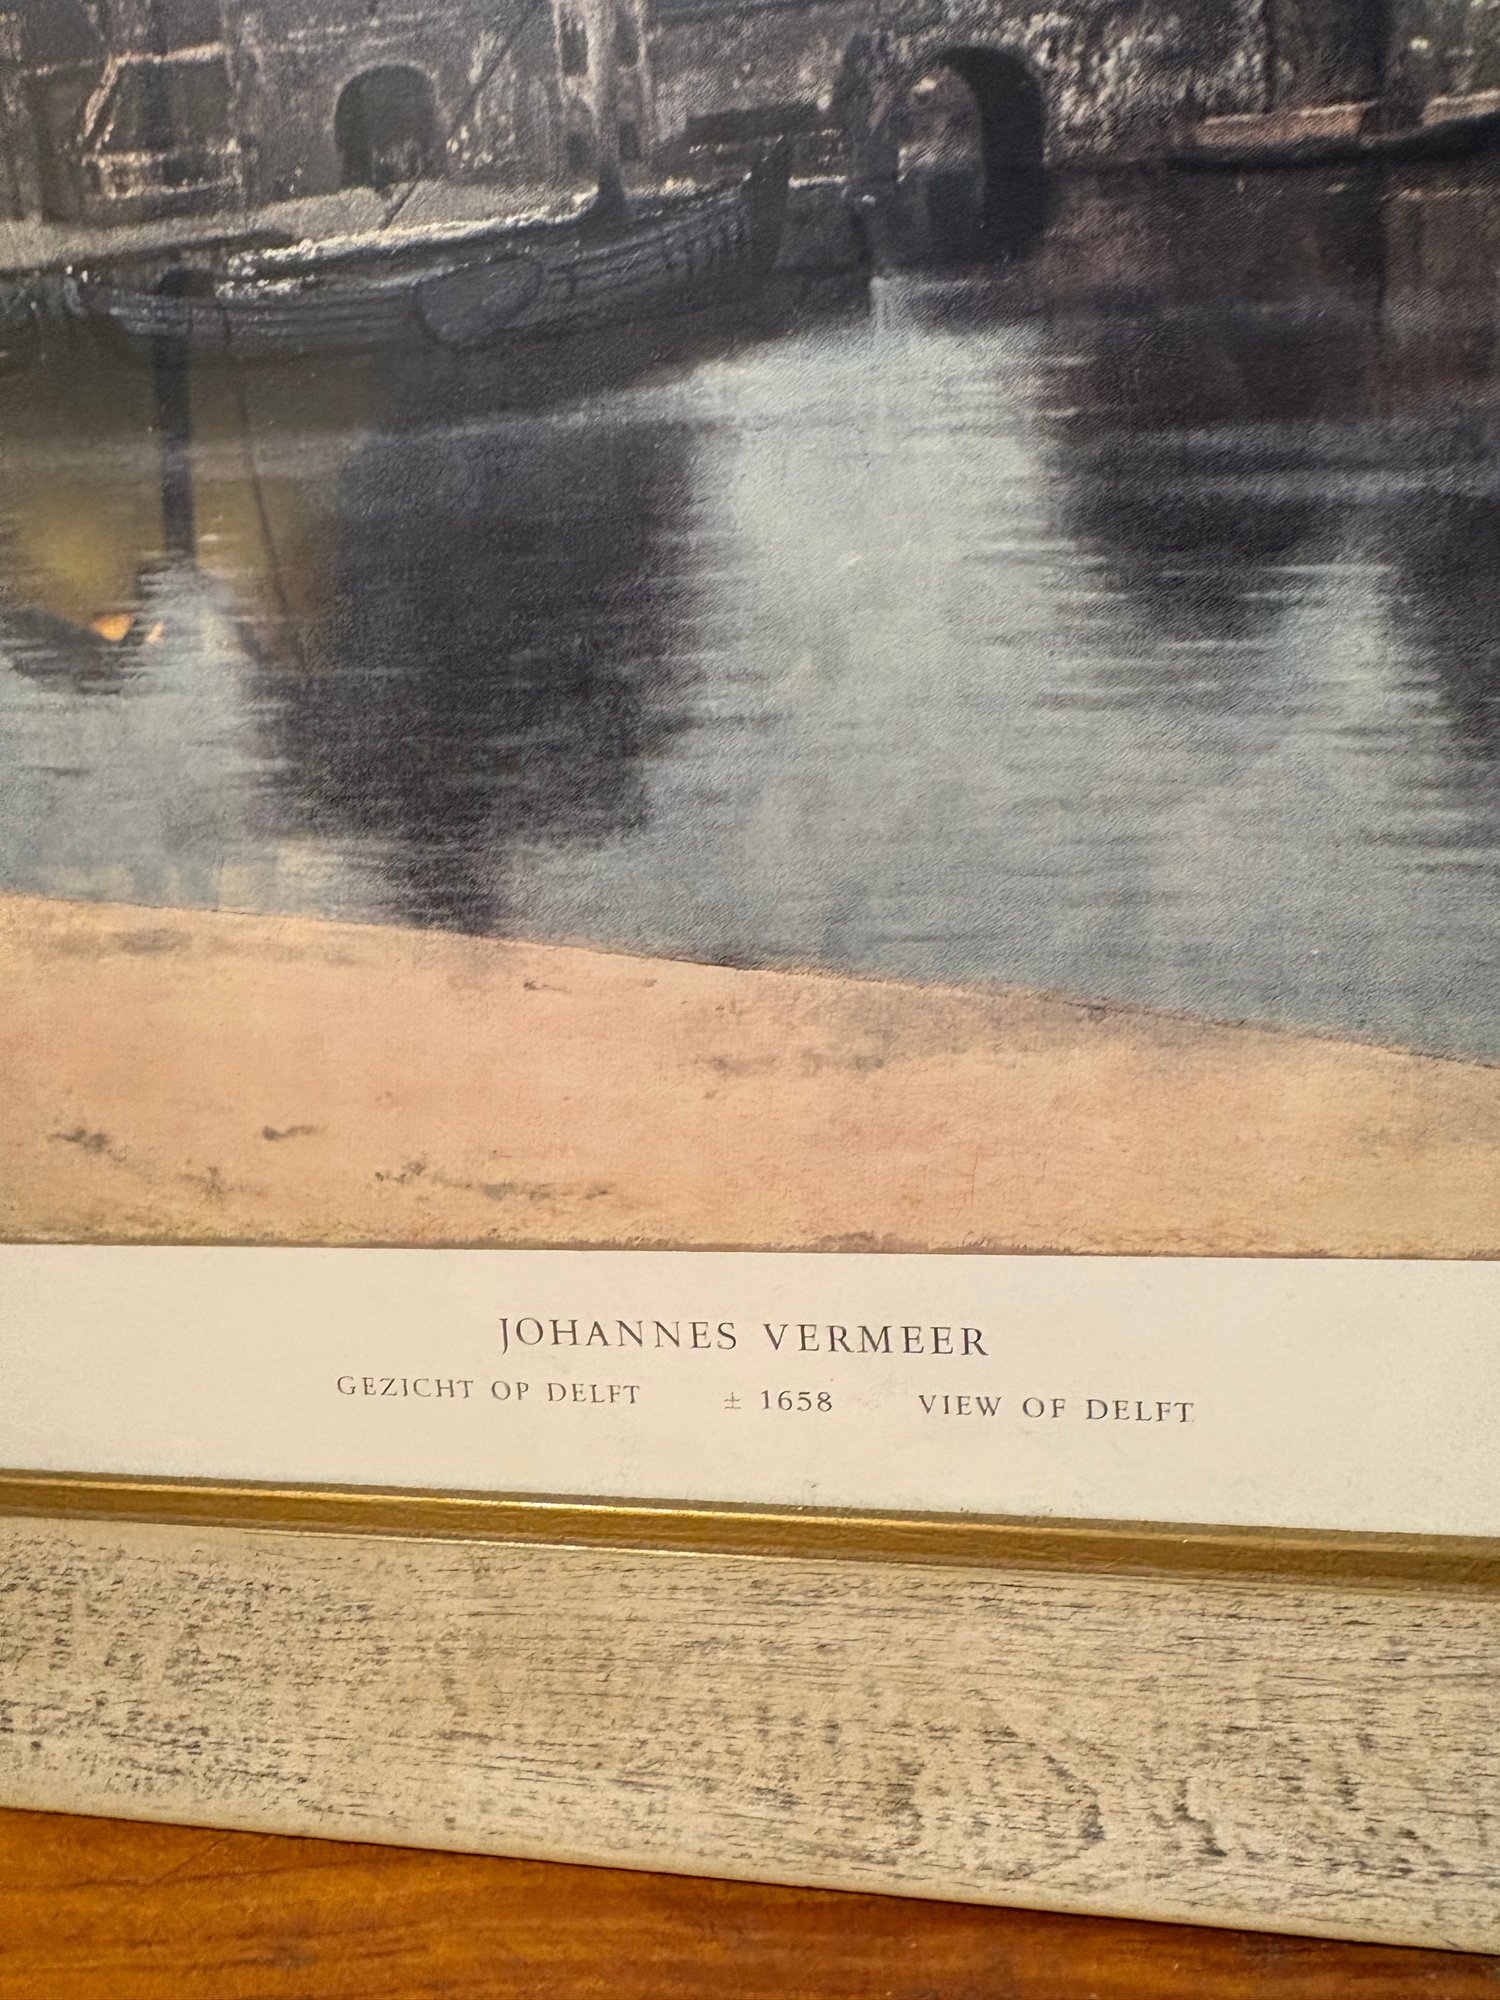 JOHANNES VERMEER
GEZICHT OP DELFT ± 1658 VIEW OF DELFT